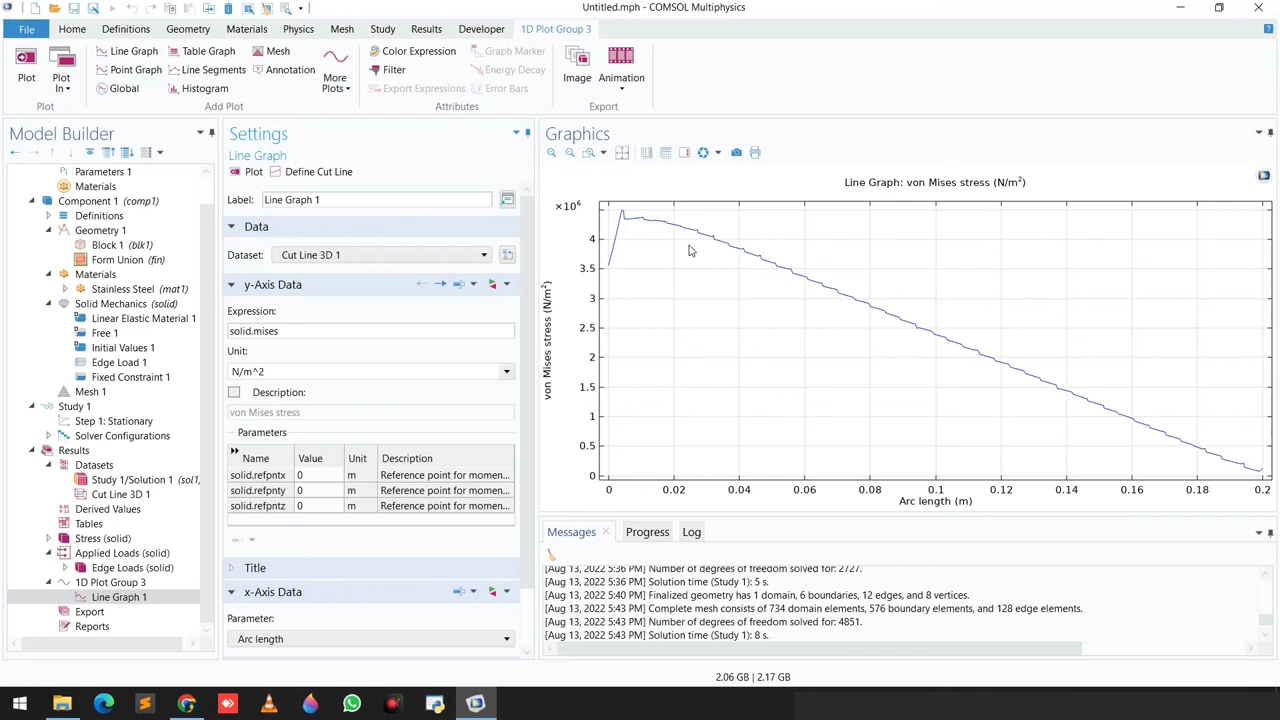 Untitled.mph - COMSOL Multiphysics
File Home Definitions Geometry Materials Physics Mesh Study Results Developer 1D Plot Group 3
Line Graph Table Graph Mesh Color Expression Graph Marker
Point Graph Line Segments Annotation Filter Energy Decay
Plot Plot In Global Histogram More Plots Export Expressions Error Bars Image Animation
Plot Add Plot Attributes Export
Model Builder
Parameters 1
Materials
Component 1 (comp1)
Definitions
Geometry 1
Block 1 (blk1)
Form Union (fin)
Materials
Stainless Steel (mat1)
Solid Mechanics (solid)
Linear Elastic Material 1
Free 1
Initial Values 1
Edge Load 1
Fixed Constraint 1
Mesh 1
Study 1
Step 1: Stationary
Solver Configurations
Results
Datasets
Study 1/Solution 1 (sol1)
Cut Line 3D 1
Derived Values
Tables
Stress (solid)
Applied Loads (solid)
Edge Loads (solid)
1D Plot Group 3
Line Graph 1
Export
Reports
Settings
Line Graph
Plot Define Cut Line
Label: Line Graph 1
Data
Dataset: Cut Line 3D 1
y-Axis Data
Expression:
solid.mises
Unit:
N/m^2
Description:
von Mises stress
Parameters
Name Value Unit Description
solid.refpntx 0 m Reference point for momen...
solid.refpnty 0 m Reference point for momen...
solid.refpntz 0 m Reference point for momen...
Title
x-Axis Data
Parameter:
Arc length
Graphics
Line Graph: von Mises stress (N/m²)
×10⁶
4
3.5
3
2.5
2
1.5
1
0.5
0
von Mises stress (N/m²)
0 0.02 0.04 0.06 0.08 0.1 0.12 0.14 0.16 0.18 0.2
Arc length (m)
Messages Progress Log
[Aug 13, 2022 5:36 PM] Number of degrees of freedom solved for: 2727.
[Aug 13, 2022 5:36 PM] Solution time (Study 1): 5 s.
[Aug 13, 2022 5:40 PM] Finalized geometry has 1 domain, 6 boundaries, 12 edges, and 8 vertices.
[Aug 13, 2022 5:43 PM] Complete mesh consists of 734 domain elements, 576 boundary elements, and 128 edge elements.
[Aug 13, 2022 5:43 PM] Number of degrees of freedom solved for: 4851.
[Aug 13, 2022 5:43 PM] Solution time (Study 1): 8 s.
2.06 GB | 2.17 GB